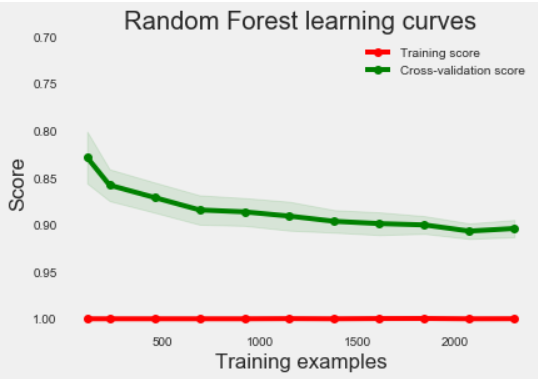 Random Forest learning curves
0.70
Training score
Cross-validation score
0.75
0.80
0.85
0.90
0.95
1.00
Score
500
1000
1500
2000
Training examples